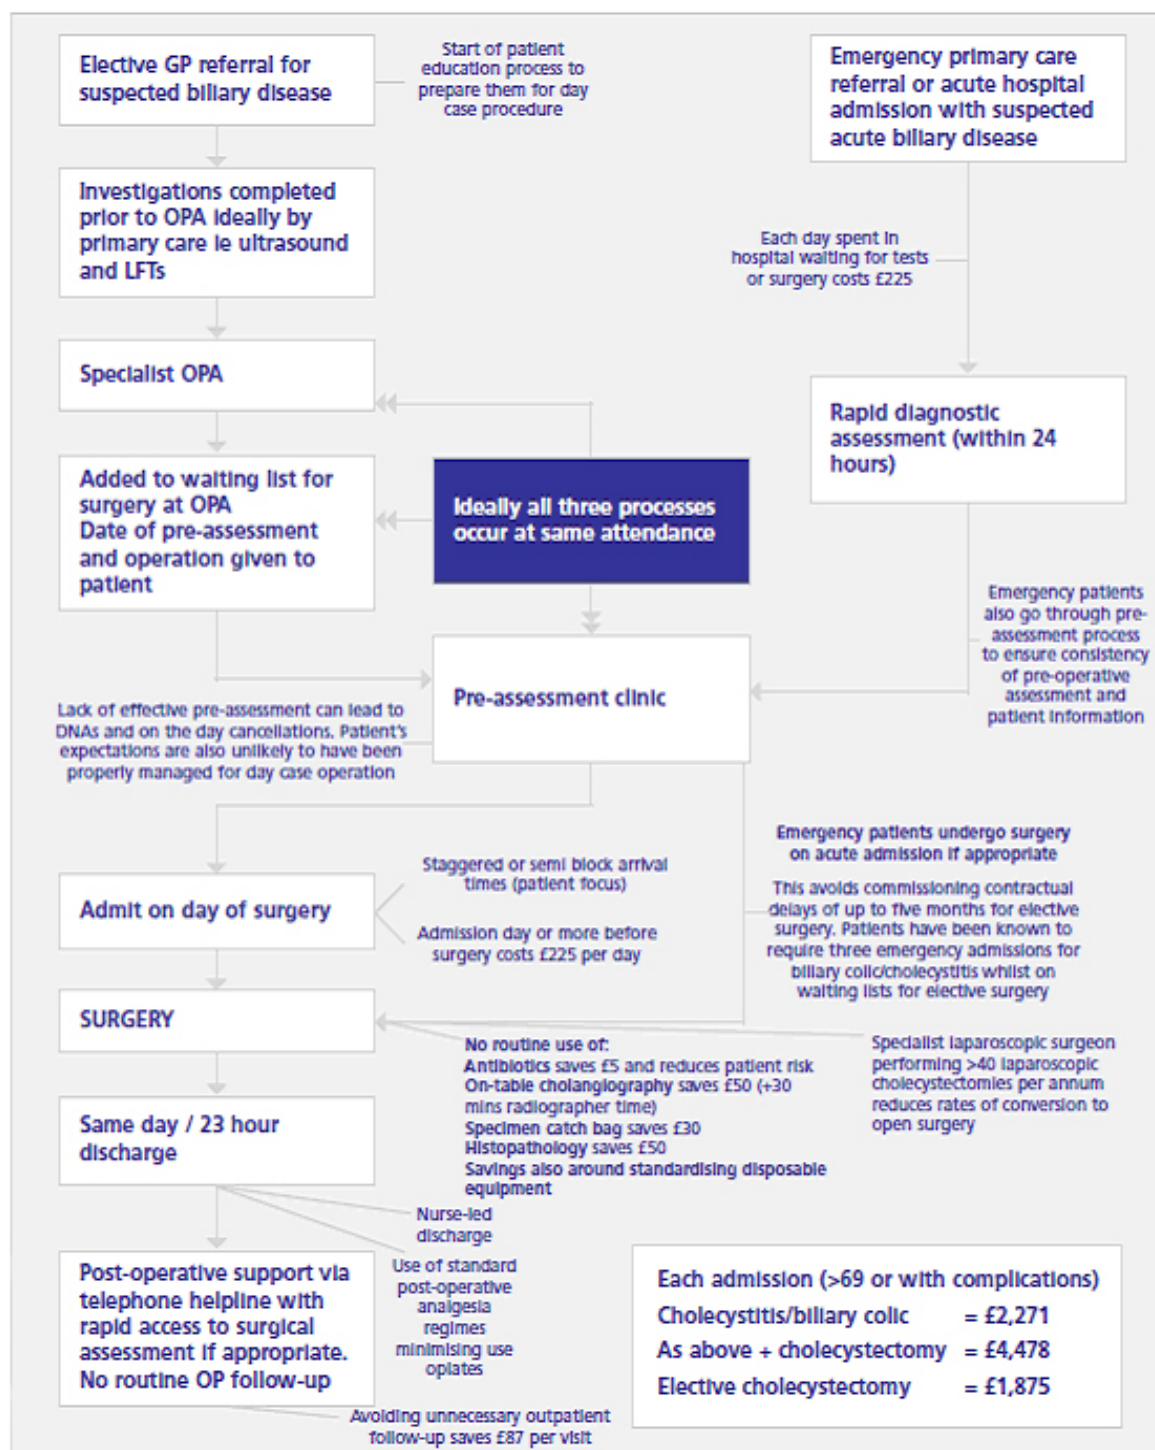 Elective GP referral for
suspected biliary disease
Start of patient
education process to
prepare them for day
case procedure
Emergency primary care
referral or acute hospital
admission with suspected
acute biliary disease
Investigations completed
prior to OPA ideally by
primary care ie ultrasound
and LFTs
Each day spent in
hospital waiting for tests
or surgery costs £225
Specialist OPA
Rapid diagnostic
assessment (within 24
hours)
Added to waiting list for
surgery at OPA
Date of pre-assessment
and operation given to
patient
Ideally all three processes
occur at same attendance
Emergency patients
also go through pre-
assessment process
to ensure consistency
of pre-operative
assessment and
patient information
Pre-assessment clinic
Lack of effective pre-assessment can lead to
DNAs and on the day cancellations. Patient's
expectations are also unlikely to have been
properly managed for day case operation
Emergency patients undergo surgery
on acute admission if appropriate
This avoids commissioning contractual
delays of up to five months for elective
surgery. Patients have been known to
require three emergency admissions for
biliary colic/cholecystitis whilst on
waiting lists for elective surgery
Admit on day of surgery
Staggered or semi block arrival
times (patient focus)
Admission day or more before
surgery costs £225 per day
SURGERY
No routine use of:
Antibiotics saves £5 and reduces patient risk
On-table cholangiography saves £50 (+30
mins radiographer time)
Specimen catch bag saves £30
Histopathology saves £50
Savings also around standardising disposable
equipment
Specialist laparoscopic surgeon
performing >40 laparoscopic
cholecystectomies per annum
reduces rates of conversion to
open surgery
Same day / 23 hour
discharge
Nurse-led
discharge
Use of standard
post-operative
analgesia
regimes
minimising use
opiates
Post-operative support via
telephone helpline with
rapid access to surgical
assessment if appropriate.
No routine OP follow-up
Avoiding unnecessary outpatient
follow-up saves £87 per visit
Each admission (>69 or with complications)
Cholecystitis/biliary colic = £2,271
As above + cholecystectomy = £4,478
Elective cholecystectomy = £1,875